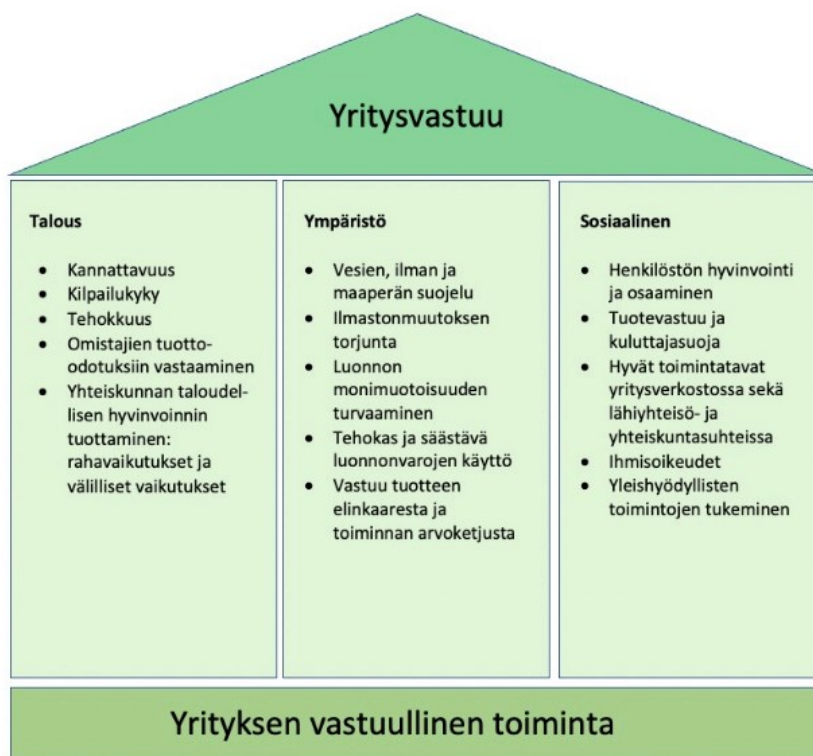 Yritysvastuu
Talous
• Kannattavuus
• Kilpailukyky
• Tehokkuus
• Omistajien tuotto-
odotuksiin vastaaminen
• Yhteiskunnan taloudel-
lisen hyvinvoinnin
tuottaminen:
rahavaikutukset ja
välilliset vaikutukset
Ympäristö
• Vesien, ilman ja
maaperän suojelu
• Ilmastonmuutoksen
torjunta
• Luonnon
monimuotoisuuden
turvaaminen
• Tehokas ja säästävä
luonnonvarojen käyttö
• Vastuu tuotteen
elinkaaresta ja
toiminnan arvoketjusta
Sosiaalinen
• Henkilöstön hyvinvointi
ja osaaminen
• Tuotevastuu ja
kuluttajasuoja
• Hyvät toimintatavat
yritysverkostossa sekä
lähiyhteisö- ja
yhteiskuntasuhteissa
• Ihmisoikeudet
• Yleishyödyllisten
toimintojen tukeminen
Yrityksen vastuullinen toiminta